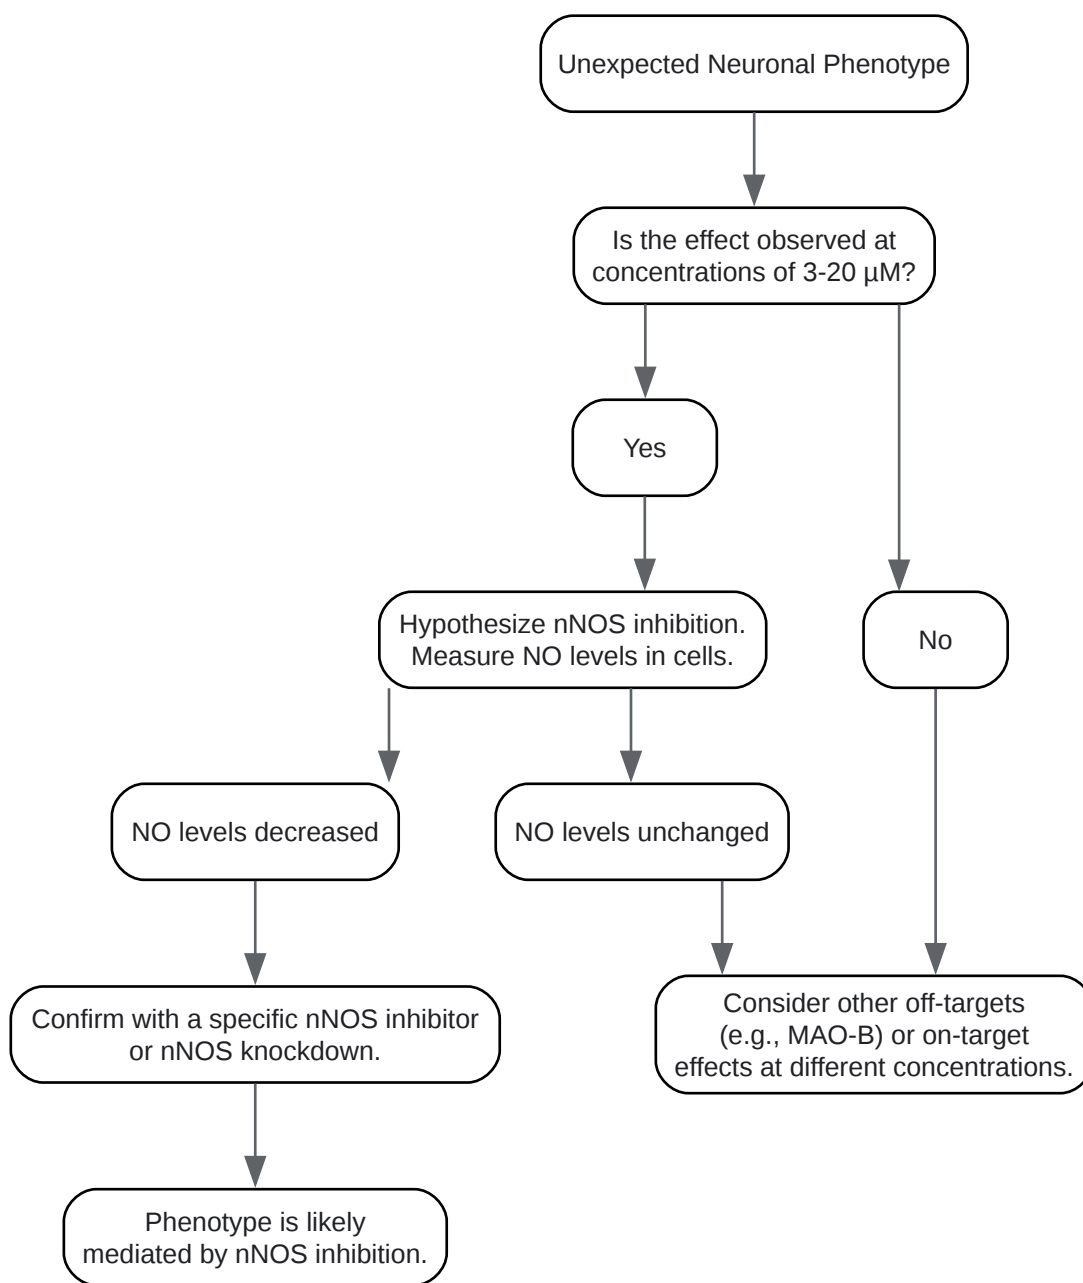 Unexpected Neuronal Phenotype
Is the effect observed at
concentrations of 3-20 µM?
Yes
Hypothesize nNOS inhibition.
Measure NO levels in cells.
No
NO levels decreased
NO levels unchanged
Confirm with a specific nNOS inhibitor
or nNOS knockdown.
Consider other off-targets
(e.g., MAO-B) or on-target
effects at different concentrations.
Phenotype is likely
mediated by nNOS inhibition.